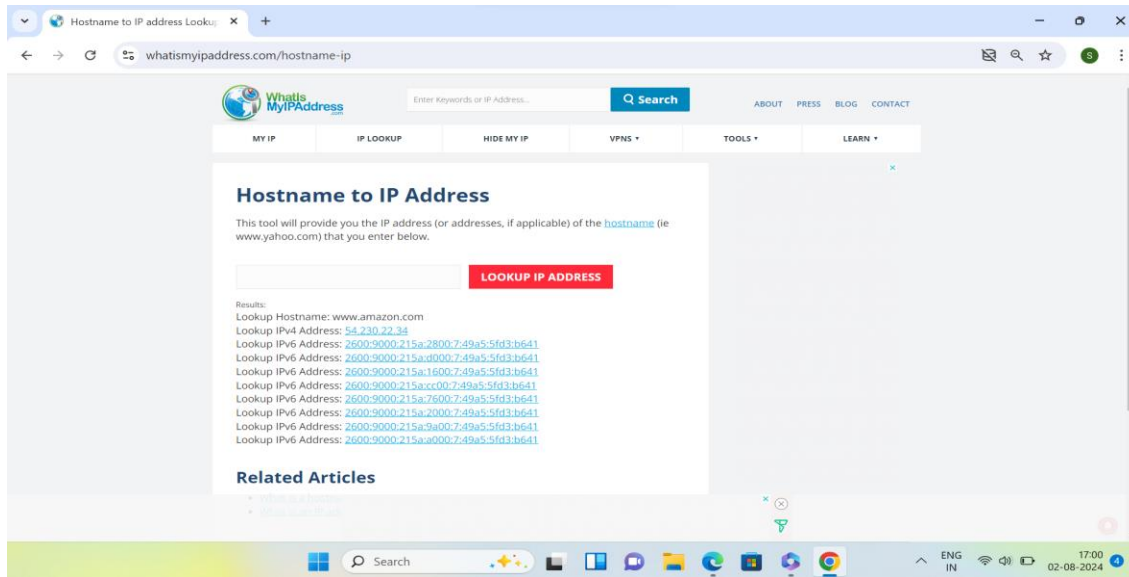 Hostname to IP address Looku
whatismyipaddress.com/hostname-ip
S
WhatIs
MyIPAddress
.com
Enter Keywords or IP Address...
Search
ABOUT PRESS BLOG CONTACT
MY IP IP LOOKUP HIDE MY IP VPNS TOOLS LEARN
Hostname to IP Address
This tool will provide you the IP address (or addresses, if applicable) of the hostname (ie
www.yahoo.com) that you enter below.
LOOKUP IP ADDRESS
Results:
Lookup Hostname: www.amazon.com
Lookup IPv4 Address: 54.230.22.34
Lookup IPv6 Address: 2600:9000:215a:2800:7:49a5:5fd3:b641
Lookup IPv6 Address: 2600:9000:215a:d000:7:49a5:5fd3:b641
Lookup IPv6 Address: 2600:9000:215a:1600:7:49a5:5fd3:b641
Lookup IPv6 Address: 2600:9000:215a:cc00:7:49a5:5fd3:b641
Lookup IPv6 Address: 2600:9000:215a:7600:7:49a5:5fd3:b641
Lookup IPv6 Address: 2600:9000:215a:2000:7:49a5:5fd3:b641
Lookup IPv6 Address: 2600:9000:215a:9a00:7:49a5:5fd3:b641
Lookup IPv6 Address: 2600:9000:215a:a000:7:49a5:5fd3:b641
Related Articles
Search
ENG
IN
17:00
02-08-2024
4